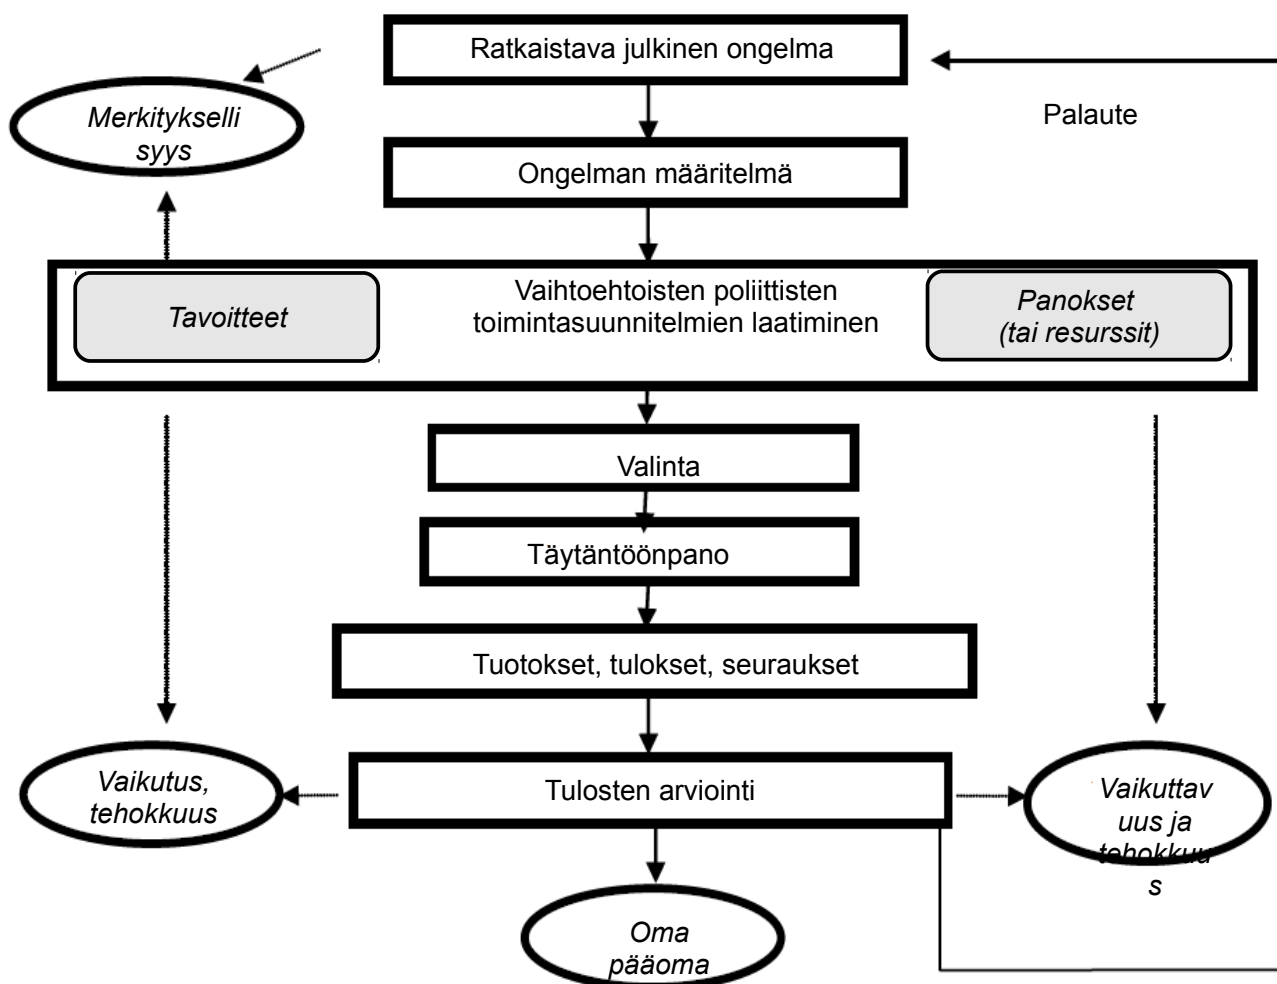 Ratkaistava julkinen ongelma
Merkitykselli
syys
Palaute
Ongelman määritelmä
Tavoitteet
Vaihtoehtoisten poliittisten
toimintasuunnitelmien laatiminen
Panokset
(tai resurssit)
Valinta
Täytäntöönpano
Tuotokset, tulokset, seuraukset
Vaikutus,
tehokkuus
Tulosten arviointi
Vaikuttav
uus ja
tehokkuu
s
Oma
pääoma